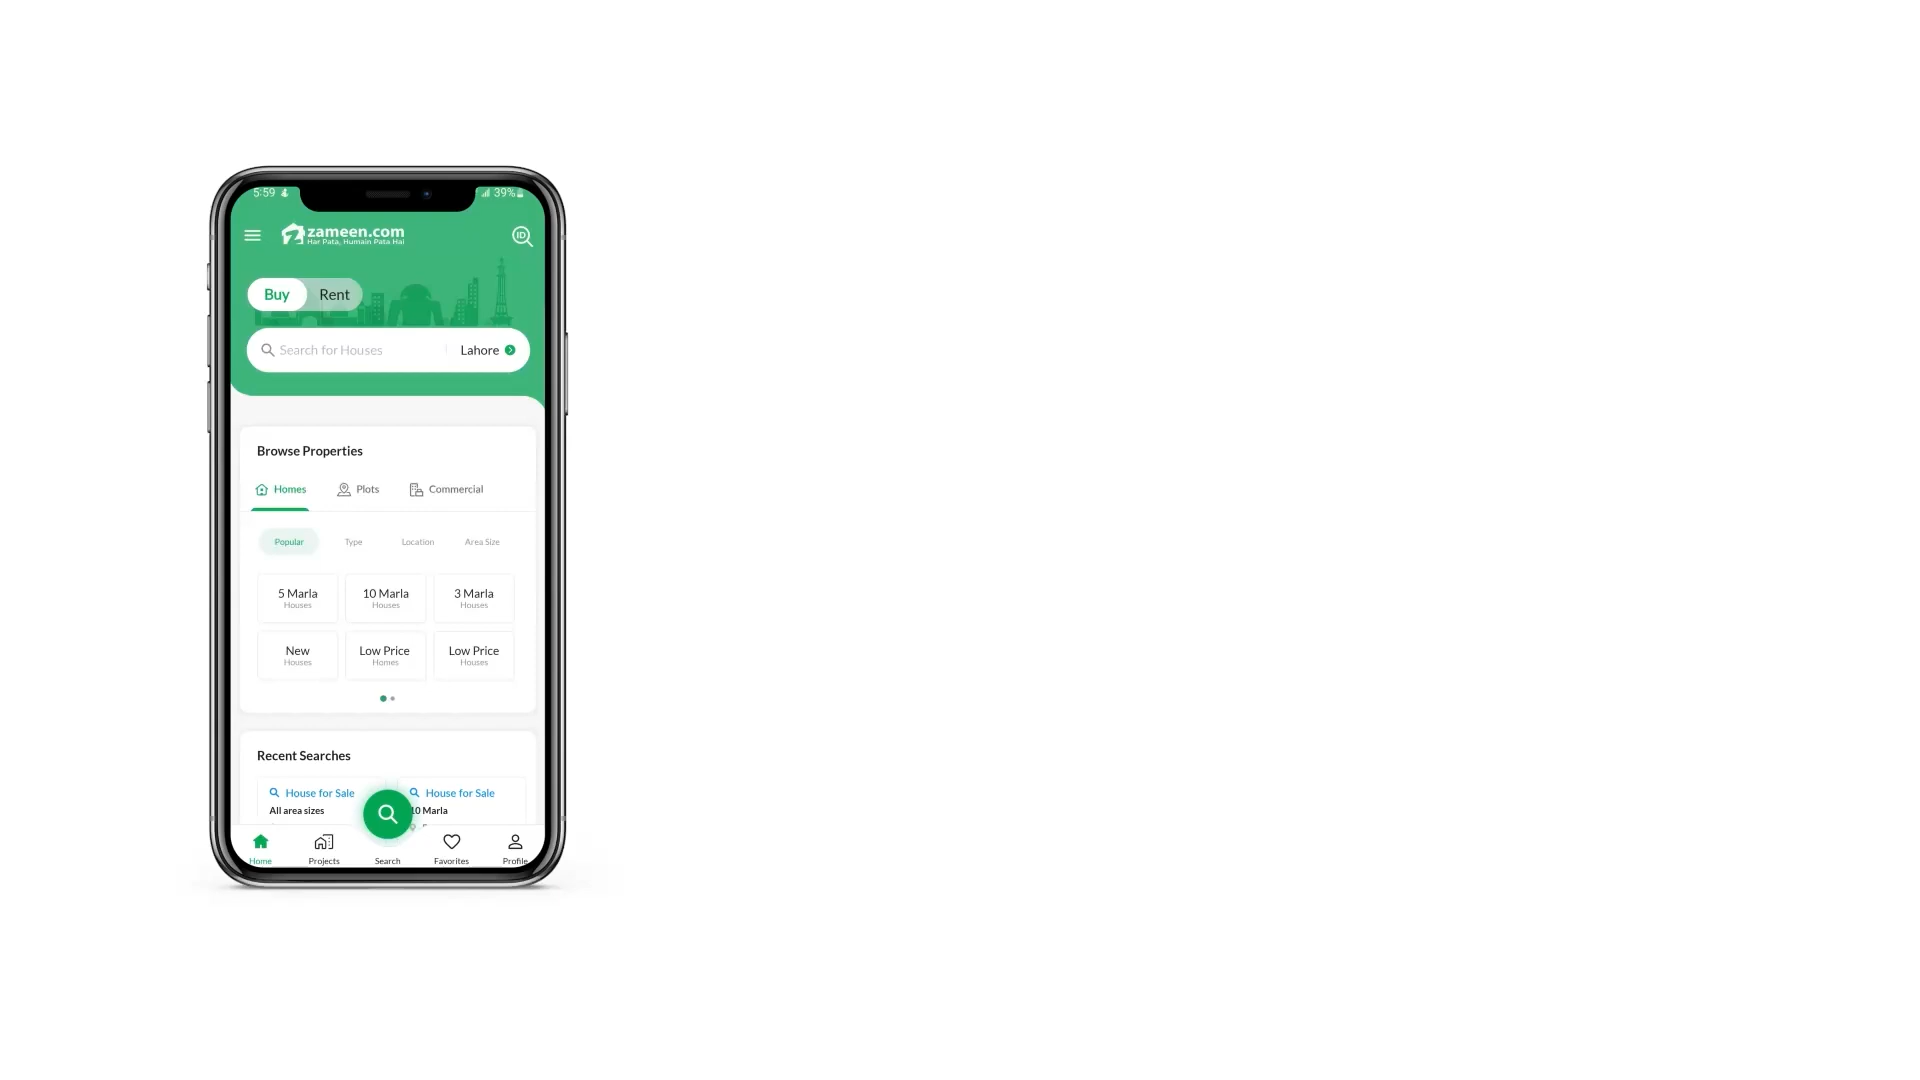 5:59 39%
zameen.com
Har Pata, Humain Pata Hai
ID
Buy Rent
Search for Houses Lahore
Browse Properties
Homes Plots Commercial
Popular Type Location Area Size
5 Marla 10 Marla 3 Marla
Houses Houses Houses
New Low Price Low Price
Houses Homes Houses
Recent Searches
House for Sale House for Sale
All area sizes 10 Marla
Home Projects Search Favorites Profile